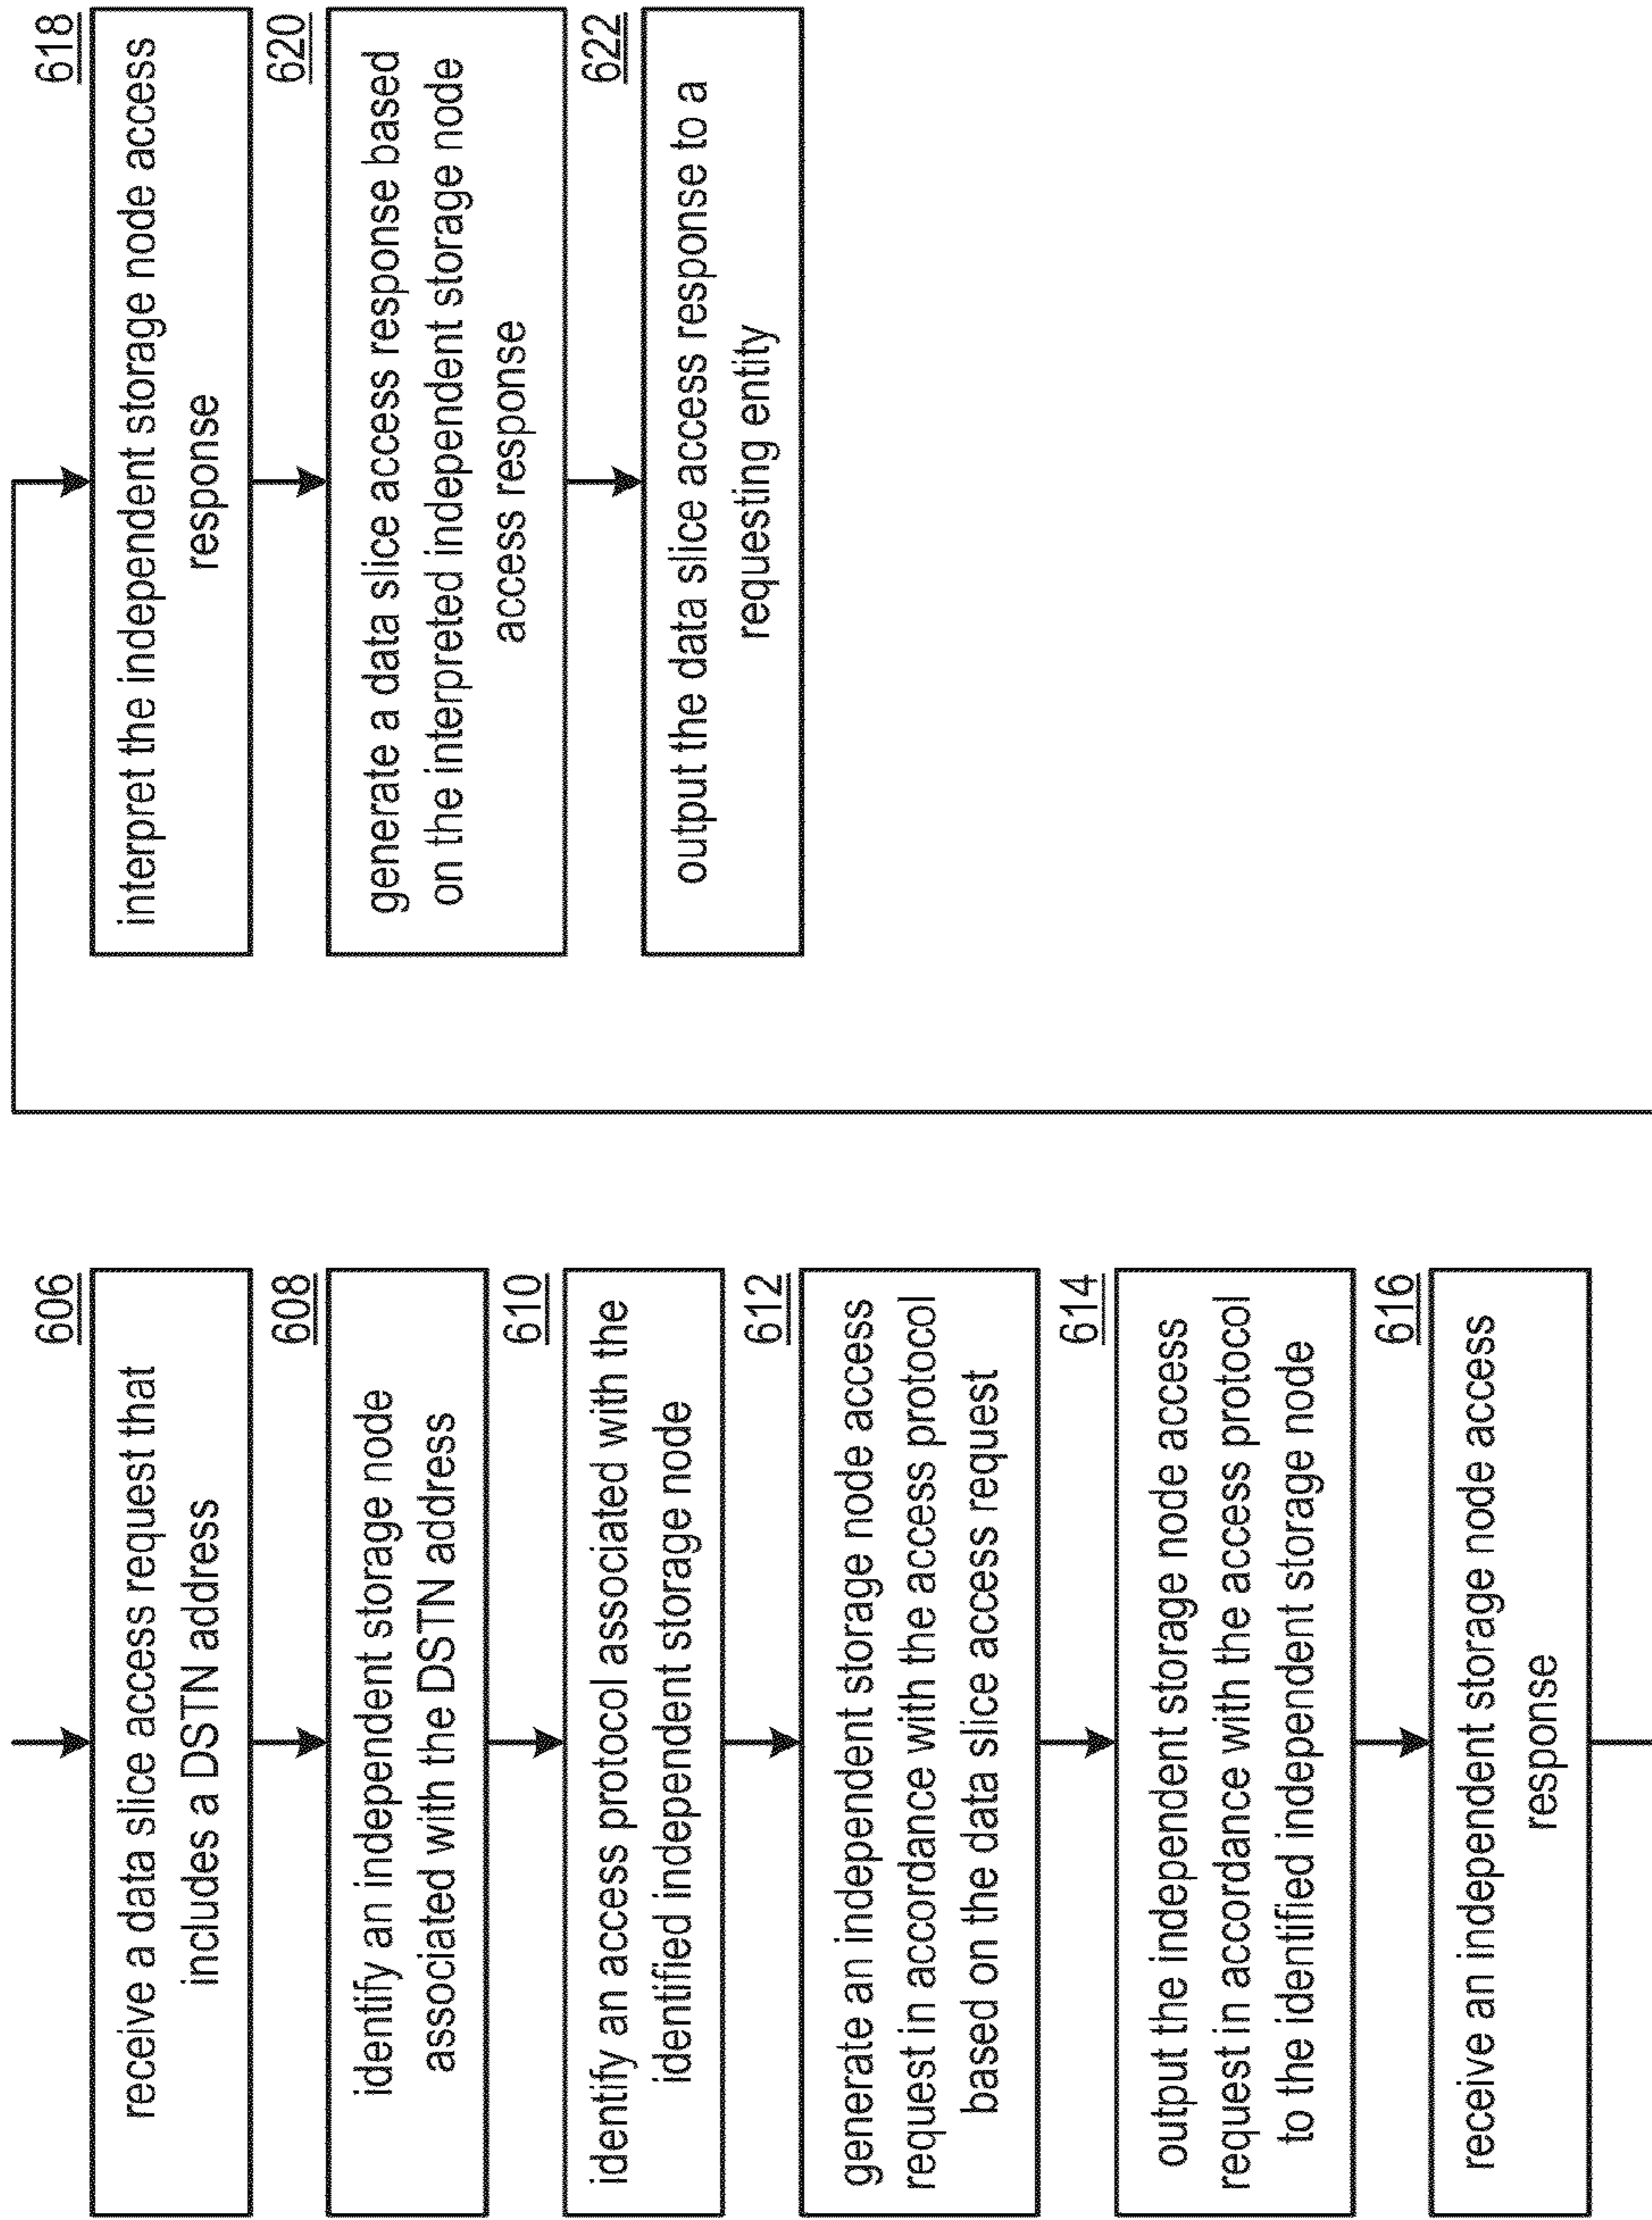 606
receive a data slice access request that
includes a DSTN address
608
identify an independent storage node
associated with the DSTN address
610
identify an access protocol associated with the
identified independent storage node
612
generate an independent storage node access
request in accordance with the access protocol
based on the data slice access request
614
output the independent storage node access
request in accordance with the access protocol
to the identified independent storage node
616
receive an independent storage node access
response
618
interpret the independent storage node access
response
620
generate a data slice access response based
on the interpreted independent storage node
access response
622
output the data slice access response to a
requesting entity